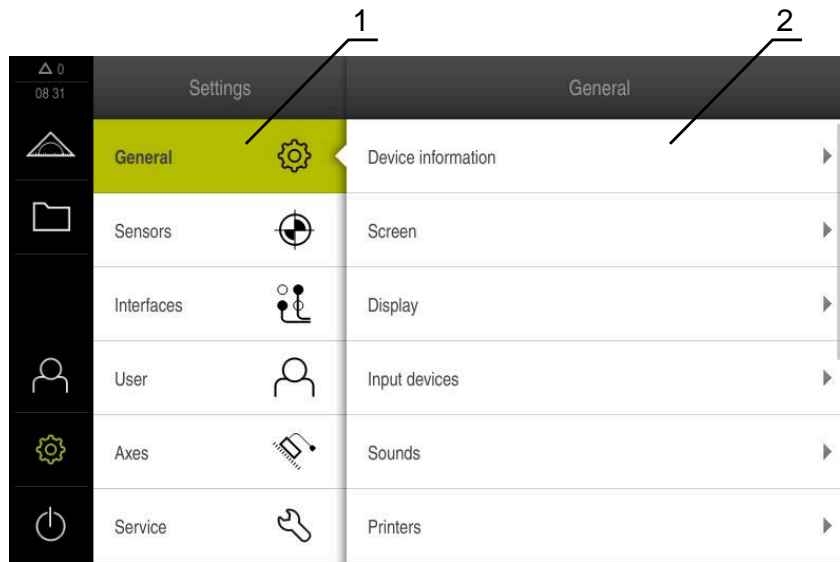 1
2
0
08 31
Settings
General
General
Sensors
Interfaces
User
Axes
Service
Device information
Screen
Display
Input devices
Sounds
Printers